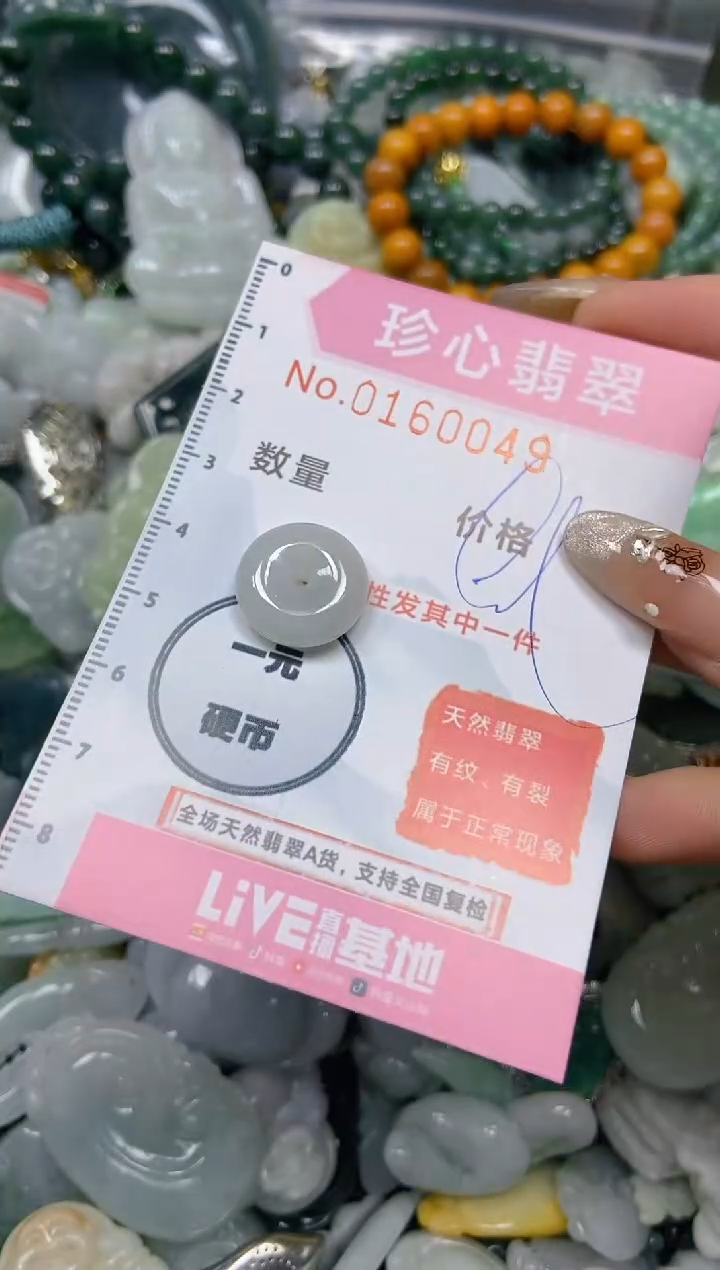 0
1
2
3
4
5
6
7
8
珍心翡翠
No.0160049
数量
价格
性发其中一件
一元
硬币
天然翡翠
有纹、有裂
属于正常现象
全场天然翡翠A货，支持全国复检
LiVE直播基地